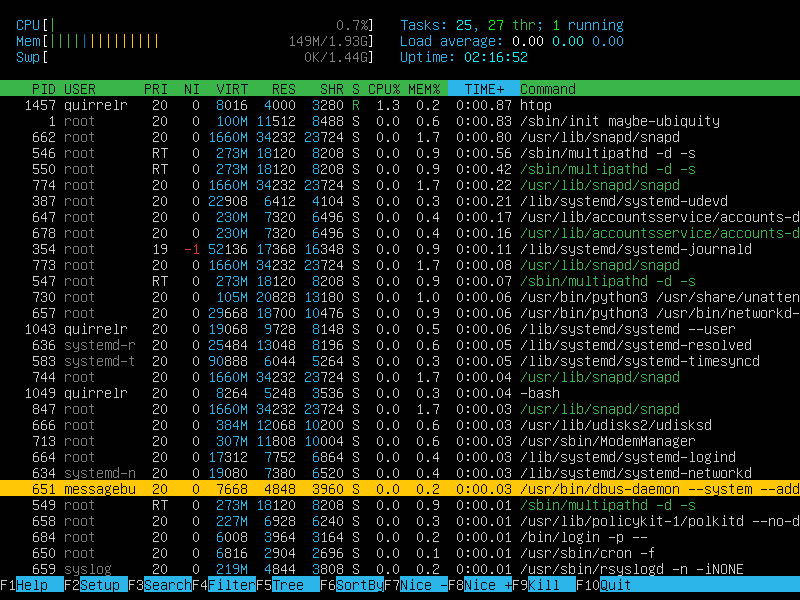 CPU[| 0.7%] Tasks: 25, 27 thr; 1 running
Mem[|||||||||||||| 149M/1.93G] Load average: 0.00 0.00 0.00
Swp[ 0K/1.44G] Uptime: 02:16:52
PID USER PRI NI VIRT RES SHR S CPU% MEM% TIME+ Command
1457 quirrelr 20 0 8016 4000 3280 R 1.3 0.2 0:00.87 htop
1 root 20 0 100M 11512 8488 S 0.0 0.6 0:00.83 /sbin/init maybe-ubiquity
662 root 20 0 1660M 34232 23724 S 0.0 1.7 0:00.80 /usr/lib/snapd/snapd
546 root RT 0 273M 18120 8208 S 0.0 0.9 0:00.56 /sbin/multipathd -d -s
550 root RT 0 273M 18120 8208 S 0.0 0.9 0:00.42 /sbin/multipathd -d -s
774 root 20 0 1660M 34232 23724 S 0.0 1.7 0:00.22 /usr/lib/snapd/snapd
387 root 20 0 22908 6412 4104 S 0.0 0.3 0:00.21 /lib/systemd/systemd-udevd
647 root 20 0 230M 7320 6496 S 0.0 0.4 0:00.17 /usr/lib/accountsservice/accounts-d
678 root 20 0 230M 7320 6496 S 0.0 0.4 0:00.16 /usr/lib/accountsservice/accounts-d
354 root 19 -1 52136 17368 16348 S 0.0 0.9 0:00.11 /lib/systemd/systemd-journald
773 root 20 0 1660M 34232 23724 S 0.0 1.7 0:00.08 /usr/lib/snapd/snapd
547 root RT 0 273M 18120 8208 S 0.0 0.9 0:00.07 /sbin/multipathd -d -s
730 root 20 0 105M 20828 13180 S 0.0 1.0 0:00.06 /usr/bin/python3 /usr/share/unatten
657 root 20 0 29668 18700 10476 S 0.0 0.9 0:00.06 /usr/bin/python3 /usr/bin/networkd-
1043 quirrelr 20 0 19068 9728 8148 S 0.0 0.5 0:00.06 /lib/systemd/systemd --user
636 systemd-r 20 0 25484 13048 8196 S 0.0 0.6 0:00.05 /lib/systemd/systemd-resolved
583 systemd-t 20 0 90888 6044 5264 S 0.0 0.3 0:00.05 /lib/systemd/systemd-timesyncd
744 root 20 0 1660M 34232 23724 S 0.0 1.7 0:00.04 /usr/lib/snapd/snapd
1049 quirrelr 20 0 8264 5248 3536 S 0.0 0.3 0:00.04 -bash
847 root 20 0 1660M 34232 23724 S 0.0 1.7 0:00.03 /usr/lib/snapd/snapd
666 root 20 0 384M 12068 10200 S 0.0 0.6 0:00.03 /usr/lib/udisks2/udisksd
713 root 20 0 307M 11808 10004 S 0.0 0.6 0:00.03 /usr/sbin/ModemManager
664 root 20 0 17312 7752 6864 S 0.0 0.4 0:00.03 /lib/systemd/systemd-logind
634 systemd-n 20 0 19080 7380 6520 S 0.0 0.4 0:00.03 /lib/systemd/systemd-networkd
651 messagebu 20 0 7668 4848 3960 S 0.0 0.2 0:00.03 /usr/bin/dbus-daemon --system --add
549 root RT 0 273M 18120 8208 S 0.0 0.9 0:00.03 /sbin/multipathd -d -s
658 root 20 0 227M 6928 6240 S 0.0 0.3 0:00.03 /usr/lib/policykit-1/polkitd --no-d
684 root 20 0 6008 3964 3164 S 0.0 0.2 0:00.02 /bin/login -p --
650 root 20 0 6816 2904 2696 S 0.0 0.1 0:00.02 /usr/sbin/cron -f
659 syslog 20 0 219M 4844 3736 S 0.0 0.2 0:00.02 /usr/sbin/rsyslogd -n -iNONE
F1Help F2Setup F3SearchF4FilterF5Tree F6SortByF7Nice -F8Nice +F9Kill F10Quit